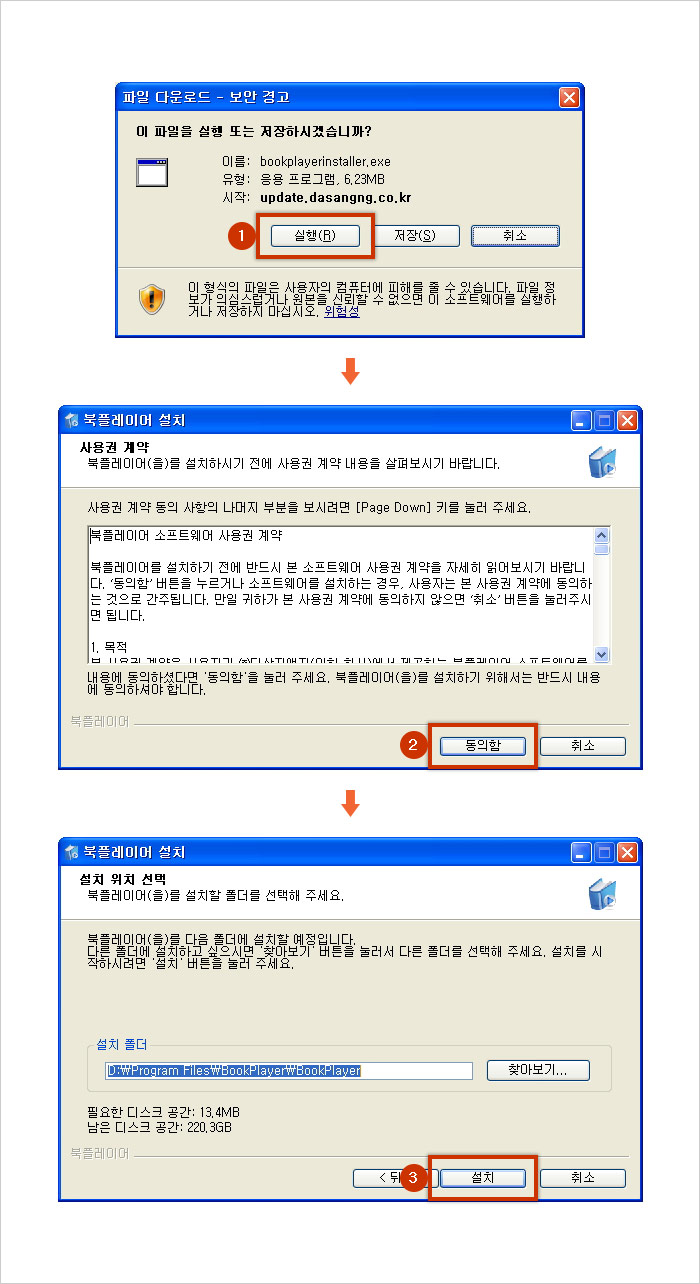 파일 다운로드 - 보안 경고
이 파일을 실행 또는 저장하시겠습니까?
이름: bookplayerinstaller.exe
유형: 응용 프로그램, 6.23MB
시작: update.dasangng.co.kr
1
실행(R) 저장(S) 취소
이 형식의 파일은 사용자의 컴퓨터에 피해를 줄 수 있습니다. 파일 정
보가 의심스럽거나 원본을 신뢰할 수 없으면 이 소프트웨어를 실행하
거나 저장하지 마십시오. 위험성
북플레이어 설치
사용권 계약
북플레이어(을)를 설치하시기 전에 사용권 계약 내용을 살펴보시기 바랍니다.
사용권 계약 동의 사항의 나머지 부분을 보시려면 [Page Down] 키를 눌러 주세요.
북플레이어 소프트웨어 사용권 계약
북플레이어를 설치하기 전에 반드시 본 소프트웨어 사용권 계약을 자세히 읽어보시기 바랍니
다. ‘동의함’ 버튼을 누르거나 소프트웨어를 설치하는 경우, 사용자는 본 사용권 계약에 동의하
는 것으로 간주됩니다. 만일 귀하가 본 사용권 계약에 동의하지 않으면 ‘취소’ 버튼을 눌러주시
면 됩니다.
1. 목적
내용에 동의하셨다면 '동의함'을 눌러 주세요. 북플레이어(을)를 설치하기 위해서는 반드시 내용
에 동의하셔야 합니다.
북플레이어
2 동의함 취소
북플레이어 설치
설치 위치 선택
북플레이어(을)를 설치할 폴더를 선택해 주세요.
북플레이어(을)를 다음 폴더에 설치할 예정입니다.
다른 폴더에 설치하고 싶으시면 '찾아보기' 버튼을 눌러서 다른 폴더를 선택해 주세요. 설치를 시
작하시려면 '설치' 버튼을 눌러 주세요.
설치 폴더
D:\Program Files\BookPlayer\BookPlayer 찾아보기...
필요한 디스크 공간: 13.4MB
남은 디스크 공간: 220.3GB
북플레이어
< 뒤 3 설치 취소